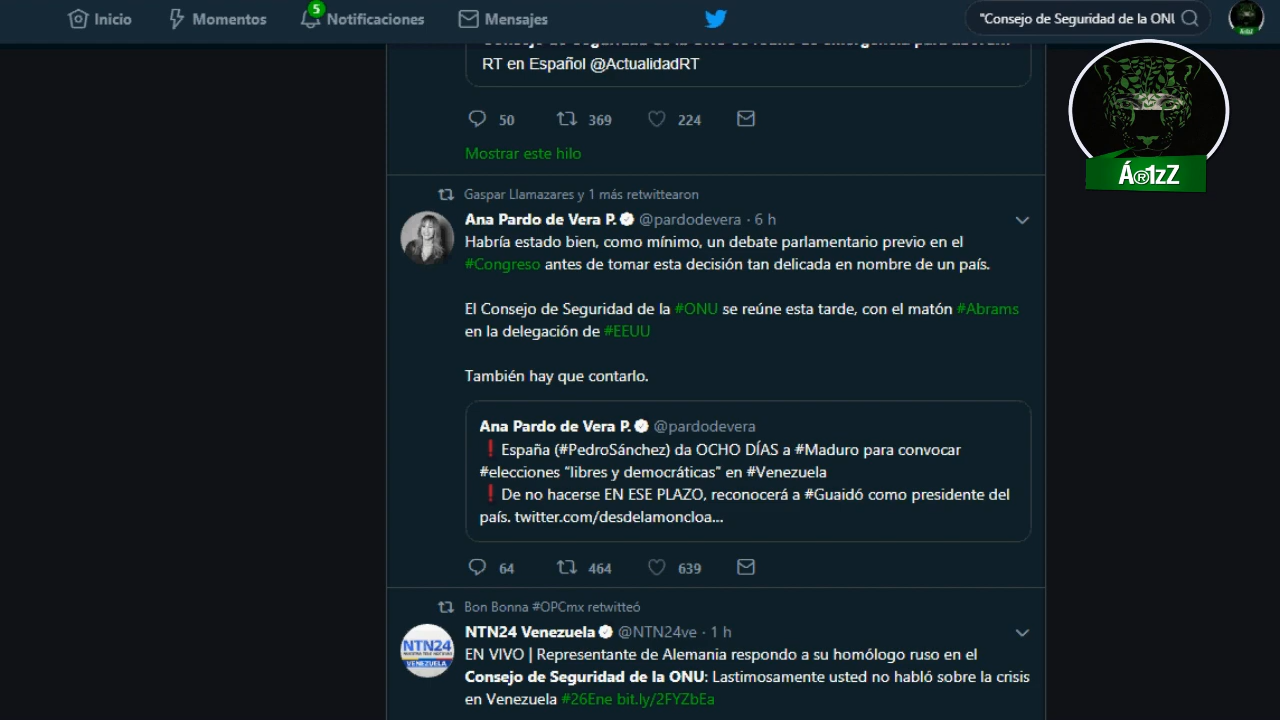 Inicio
Momentos
5
Notificaciones
Mensajes
"Consejo de Seguridad de la ONU
Consejo de Seguridad de la ONU se reúne de emergencia para
RT en Español @ActualidadRT
50 369 224
Mostrar este hilo
Á®1zZ
Gaspar Llamazares y 1 más retwittearon
Ana Pardo de Vera P. @pardodevera · 6 h
Habría estado bien, como mínimo, un debate parlamentario previo en el
#Congreso antes de tomar esta decisión tan delicada en nombre de un país.
El Consejo de Seguridad de la #ONU se reúne esta tarde, con el matón #Abrams
en la delegación de #EEUU
También hay que contarlo.
Ana Pardo de Vera P. @pardodevera
❗España (#PedroSánchez) da OCHO DÍAS a #Maduro para convocar
#elecciones "libres y democráticas" en #Venezuela
❗De no hacerse EN ESE PLAZO, reconocerá a #Guaidó como presidente del
país. twitter.com/desdelamoncloa...
64 464 639
Bon Bonna #OPCmx retwitteó
NTN24
VENEZUELA
NTN24 Venezuela @NTN24ve · 1 h
EN VIVO | Representante de Alemania respondo a su homólogo ruso en el
Consejo de Seguridad de la ONU: Lastimosamente usted no habló sobre la crisis
en Venezuela #26Ene bit.ly/2FYZbEa